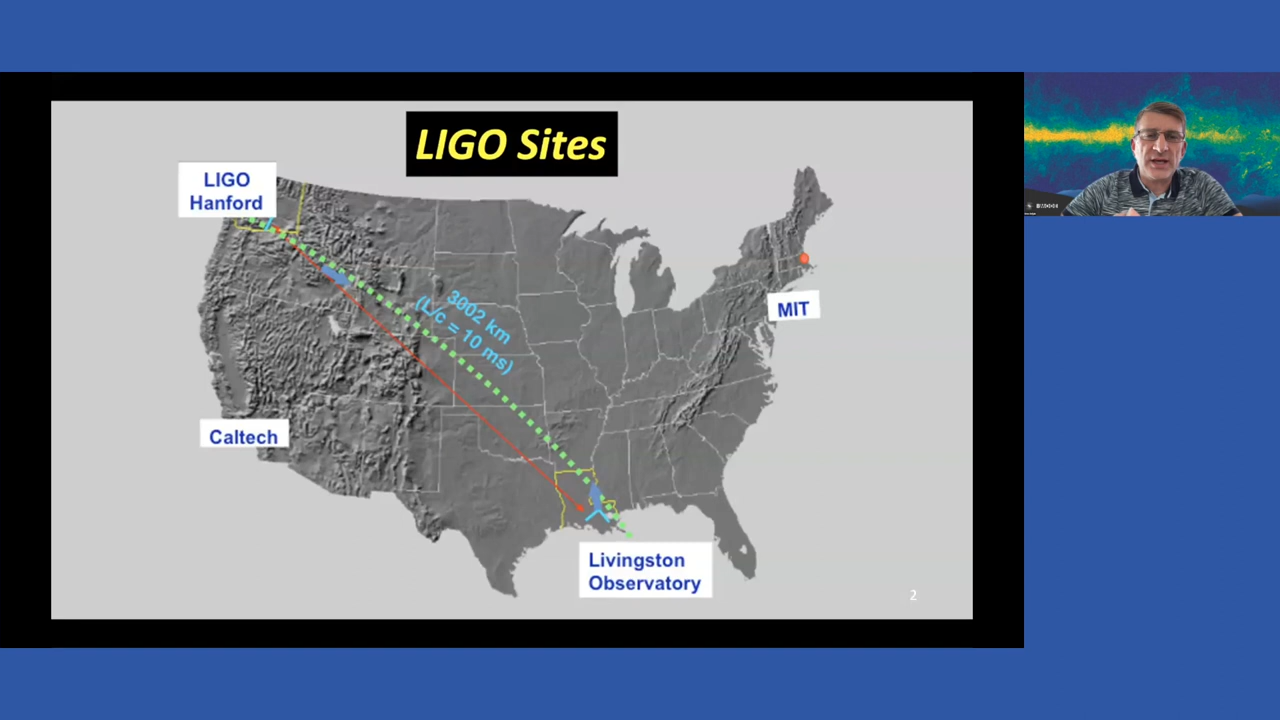 LIGO Sites
LIGO
Hanford
3002 km
(L/c = 10 ms)
MIT
Caltech
Livingston
Observatory
2